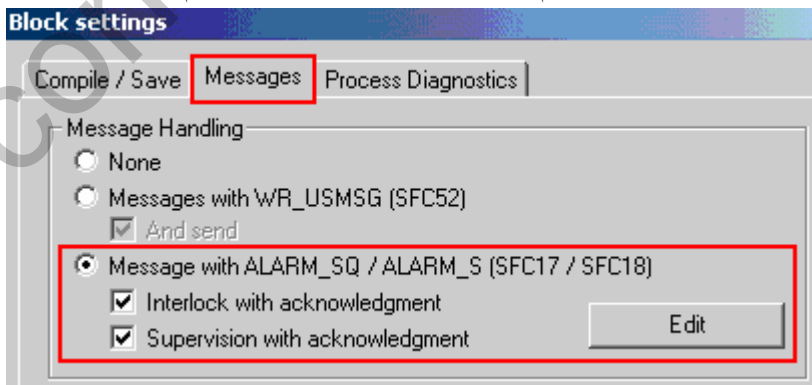 Block settings
Compile / Save Messages Process Diagnostics
Message Handling
None
Messages with WR_USMSG (SFC52)
And send
Message with ALARM_SQ / ALARM_S (SFC17 / SFC18)
Interlock with acknowledgment
Supervision with acknowledgment
Edit